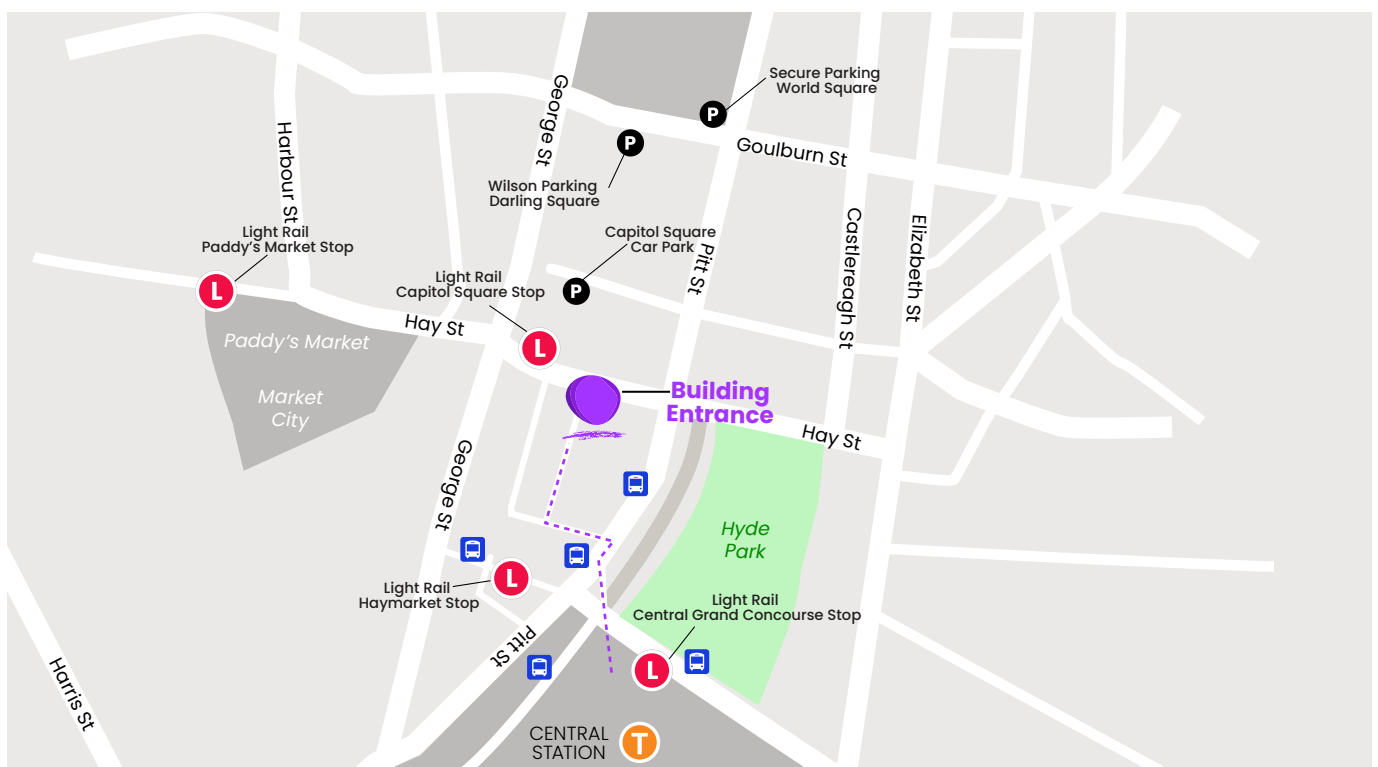 Secure Parking
World Square
P
George St
P
Goulburn St
Harbour St
Wilson Parking
Darling Square
Castlereagh St
Elizabeth St
Light Rail
Paddy's Market Stop
Capitol Square
Car Park
Pitt St
L
Light Rail
Capitol Square Stop
P
Hay St
Paddy's Market
L
Market
City
Building
Entrance
Hay St
George St
Hyde
Park
Light Rail
Haymarket Stop
L
Light Rail
Central Grand Concourse Stop
Pitt St
L
Harris St
CENTRAL
STATION
T